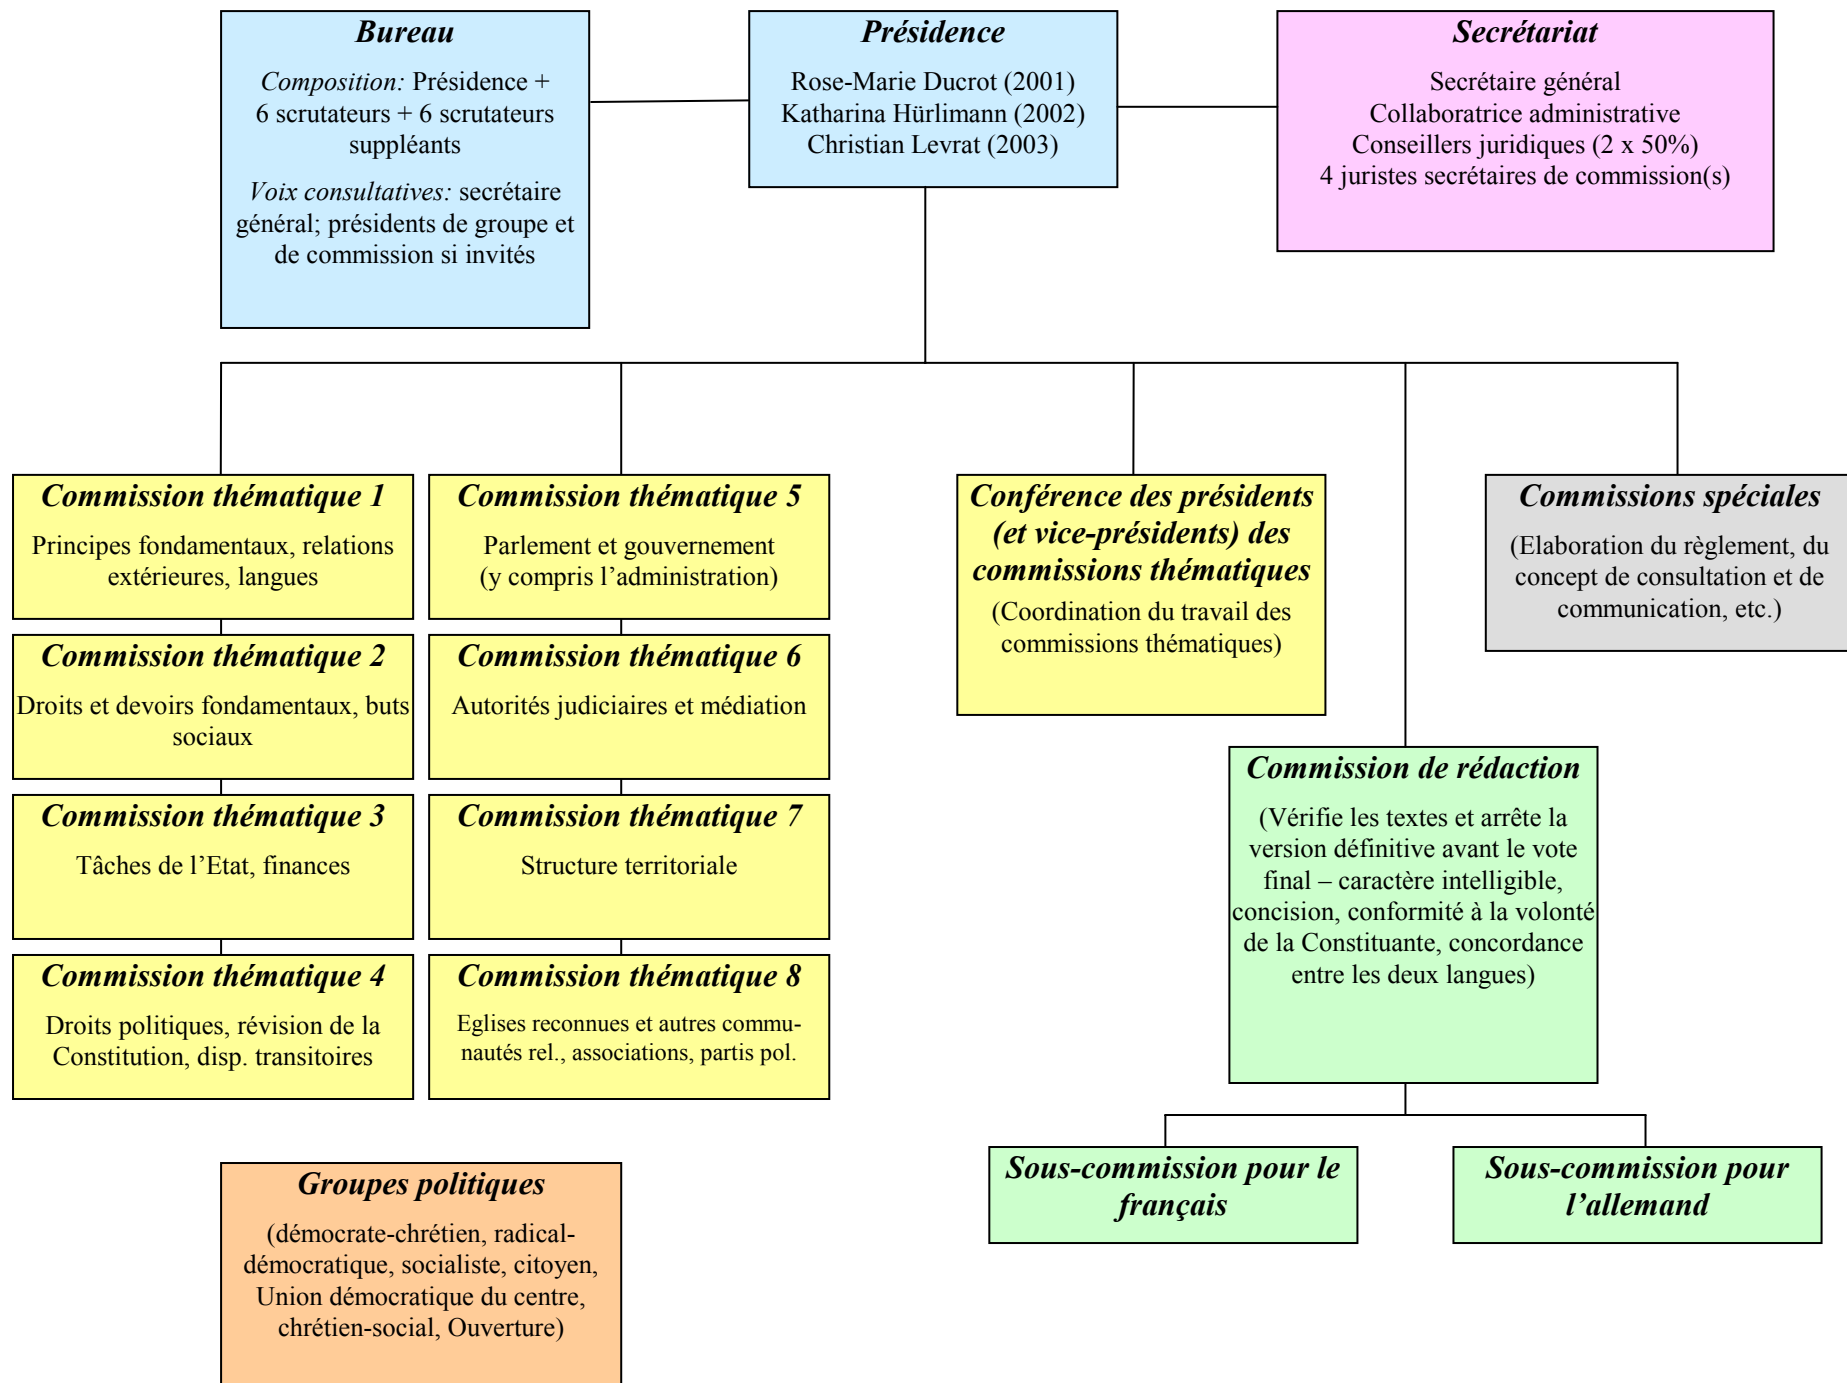 Bureau
Composition: Présidence +
6 scrutateurs + 6 scrutateurs
suppléants
Voix consultatives: secrétaire
général; présidents de groupe et
de commission si invités
Présidence
Rose-Marie Ducrot (2001)
Katharina Hürlimann (2002)
Christian Levrat (2003)
Secrétariat
Secrétaire général
Collaboratrice administrative
Conseillers juridiques (2 x 50%)
4 juristes secrétaires de commission(s)
Commission thématique 1
Principes fondamentaux, relations
extérieures, langues
Commission thématique 2
Droits et devoirs fondamentaux, buts
sociaux
Commission thématique 3
Tâches de l’Etat, finances
Commission thématique 4
Droits politiques, révision de la
Constitution, disp. transitoires
Commission thématique 5
Parlement et gouvernement
(y compris l’administration)
Commission thématique 6
Autorités judiciaires et médiation
Commission thématique 7
Structure territoriale
Commission thématique 8
Eglises reconnues et autres commu-
nautés rel., associations, partis pol.
Conférence des présidents
(et vice-présidents) des
commissions thématiques
(Coordination du travail des
commissions thématiques)
Commissions spéciales
(Elaboration du règlement, du
concept de consultation et de
communication, etc.)
Commission de rédaction
(Vérifie les textes et arrête la
version définitive avant le vote
final – caractère intelligible,
concision, conformité à la volonté
de la Constituante, concordance
entre les deux langues)
Sous-commission pour le
français
Sous-commission pour
l’allemand
Groupes politiques
(démocrate-chrétien, radical-
démocratique, socialiste, citoyen,
Union démocratique du centre,
chrétien-social, Ouverture)